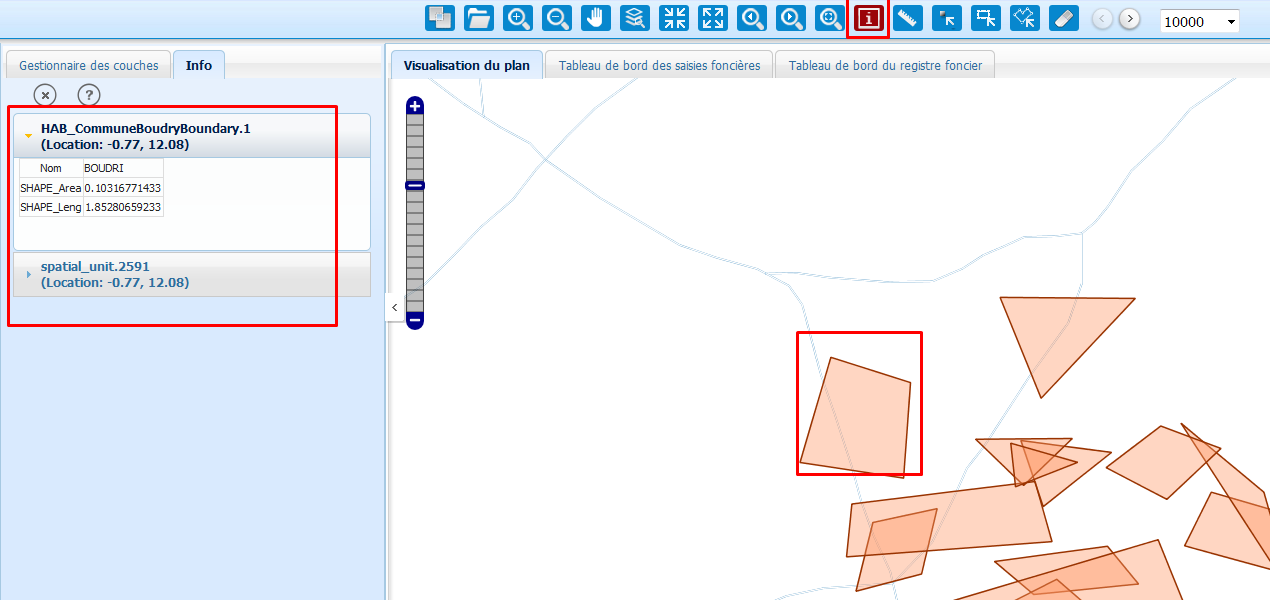 10000
Gestionnaire des couches
Info
Visualisation du plan
Tableau de bord des saisies foncières
Tableau de bord du registre foncier
HAB_CommuneBoudryBoundary.1
(Location: -0.77, 12.08)
Nom BOUDRI
SHAPE_Area 0.10316771433
SHAPE_Leng 1.85280659233
spatial_unit.2591
(Location: -0.77, 12.08)